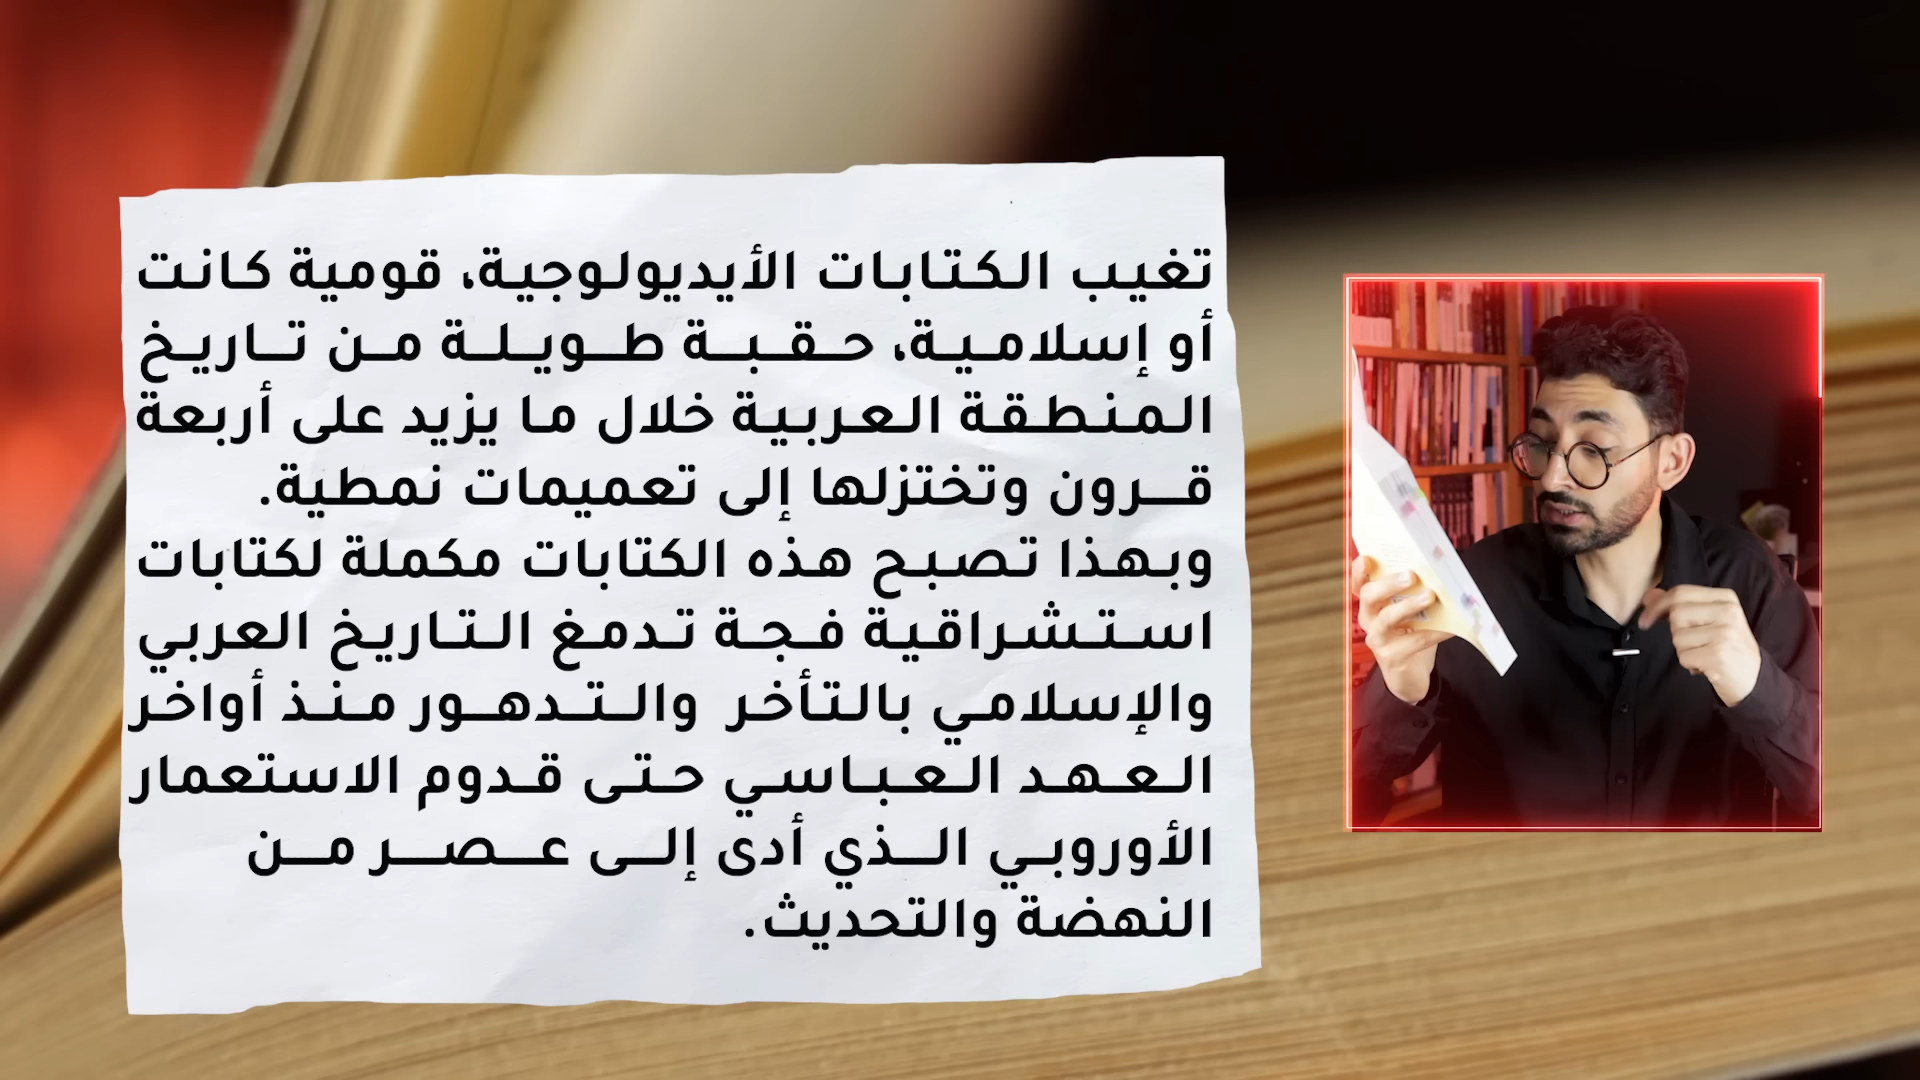 تغيب الكتابات الأيديولوجية، قومية كانت
أو إسلامية، حقبة طويلة من تاريخ
المنطقة العربية خلال ما يزيد على أربعة
قرون وتختزلها إلى تعميمات نمطية.
وبهذا تصبح هذه الكتابات مكملة لكتابات
استشراقية فجة تدمغ التاريخ العربي
والإسلامي بالتأخر والتدهور منذ أواخر
العهد العباسي حتى قدوم الاستعمار
الأوروبي الذي أدى إلى عصر من
النهضة والتحديث.